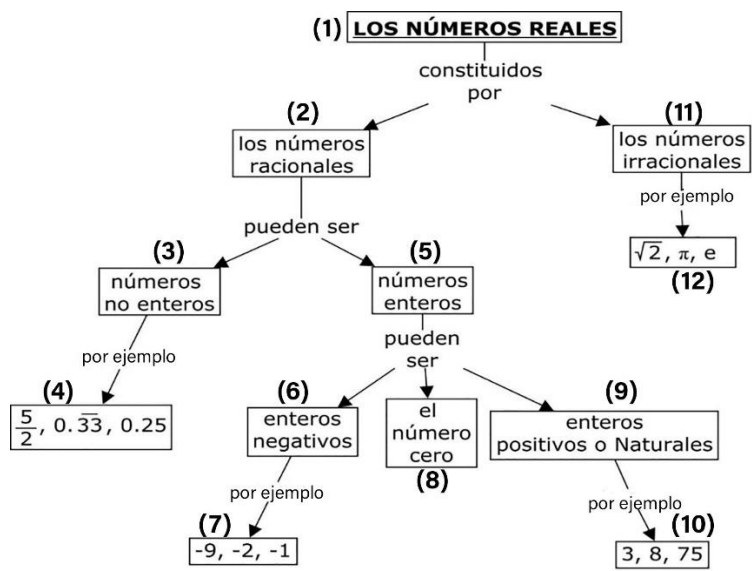 (1) LOS NÚMEROS REALES
constituidos
por
(2)
los números
racionales
pueden ser
(3)
números
no enteros
por ejemplo
(4)
5/2, 0.3̅3̅, 0.25
(5)
números
enteros
pueden
ser
(6)
enteros
negativos
por ejemplo
(7)
-9, -2, -1
el
número
cero
(8)
(9)
enteros
positivos o Naturales
por ejemplo
(10)
3, 8, 75
(11)
los números
irracionales
por ejemplo
√2, π, e
(12)